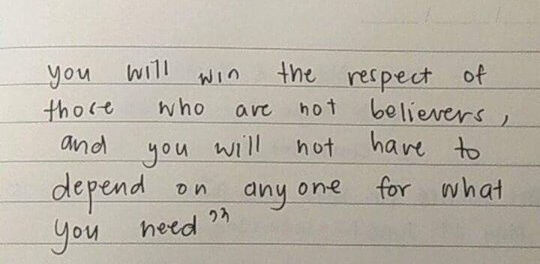 you will win the respect of
those who are not believers,
and you will not have to
depend on any one for what
you need"